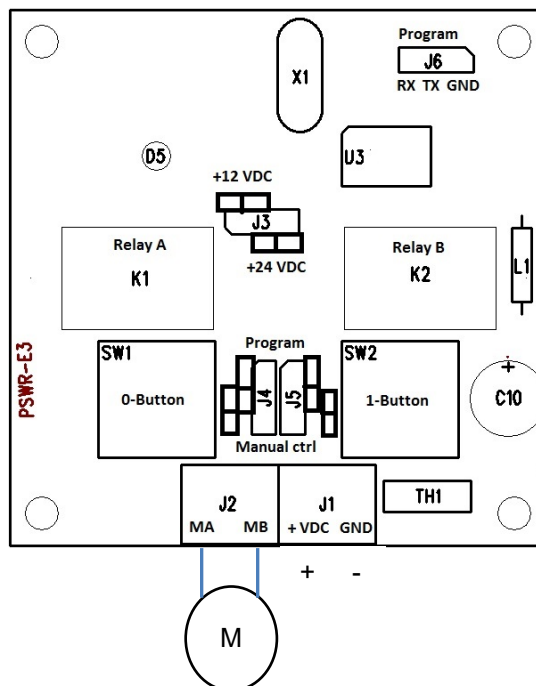 Program
J6
RX TX GND
X1
D5
U3
+12 VDC
J3
+24 VDC
Relay A
K1
Relay B
K2
L1
PSWR-E3
SW1
0-Button
Program
J4
J5
Manual ctrl
SW2
1-Button
+
C10
J2
MA MB
J1
+ VDC GND
TH1
+ -
M